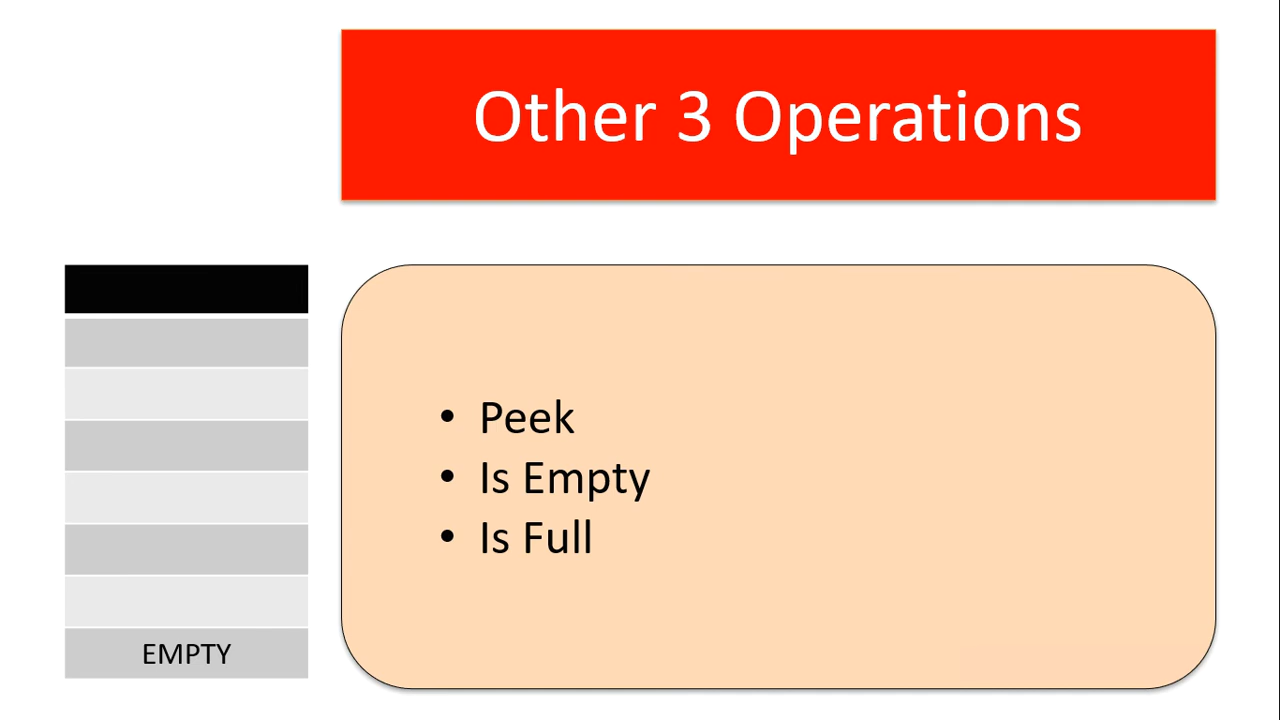 Other 3 Operations
• Peek
• Is Empty
• Is Full
EMPTY